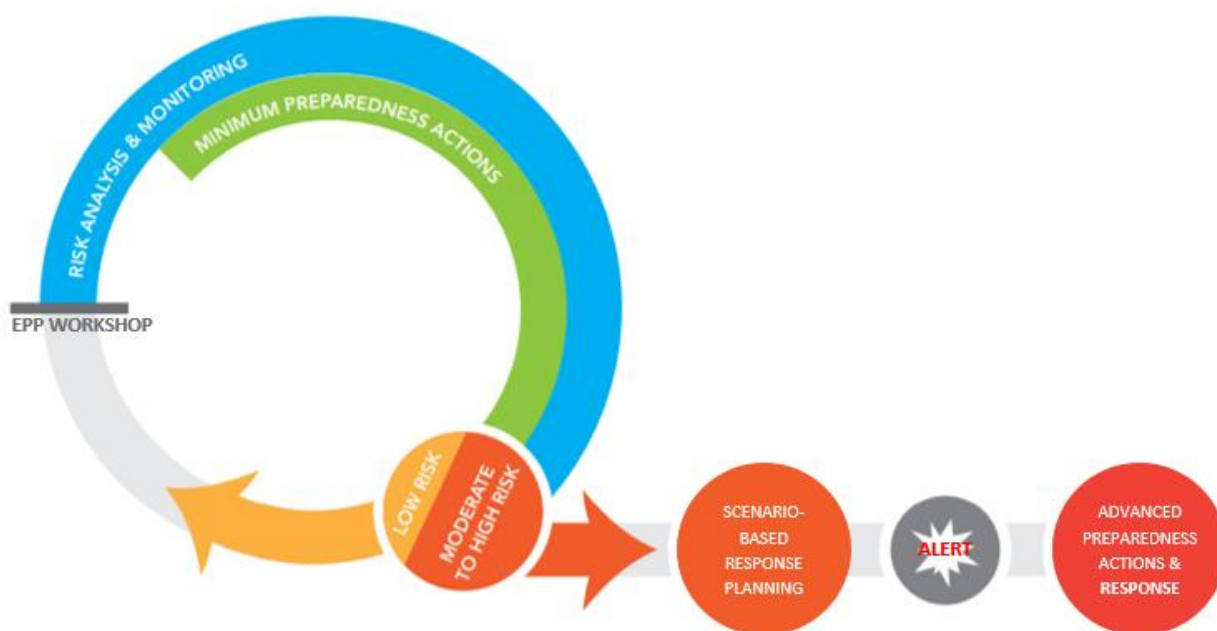 RISK ANALYSIS & MONITORING
MINIMUM PREPAREDNESS ACTIONS
EPP WORKSHOP
LOW RISK
MODERATE
TO HIGH RISK
SCENARIO-
BASED
RESPONSE
PLANNING
ALERT
ADVANCED
PREPAREDNESS
ACTIONS &
RESPONSE